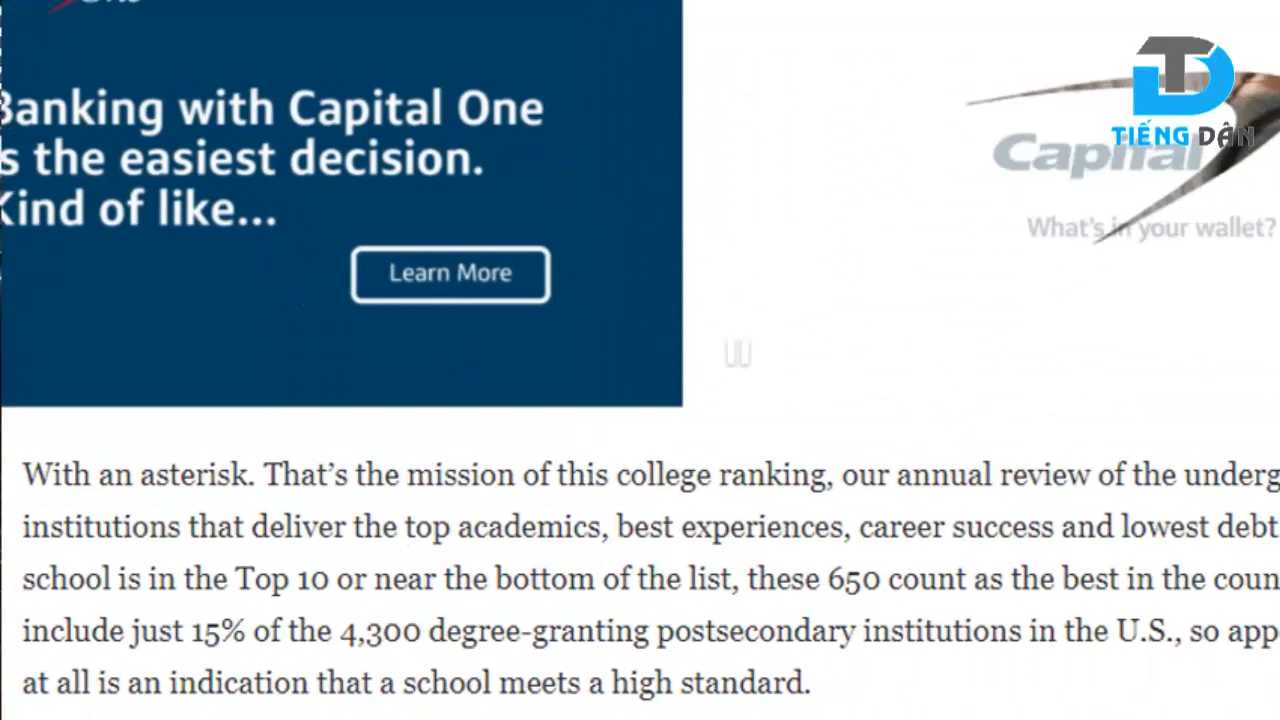 Banking with Capital One
is the easiest decision.
Kind of like...
Learn More
TIẾNG DÂN
Capital
What's in your wallet?
With an asterisk. That's the mission of this college ranking, our annual review of the underg
institutions that deliver the top academics, best experiences, career success and lowest debt
school is in the Top 10 or near the bottom of the list, these 650 count as the best in the coun
include just 15% of the 4,300 degree-granting postsecondary institutions in the U.S., so app
at all is an indication that a school meets a high standard.